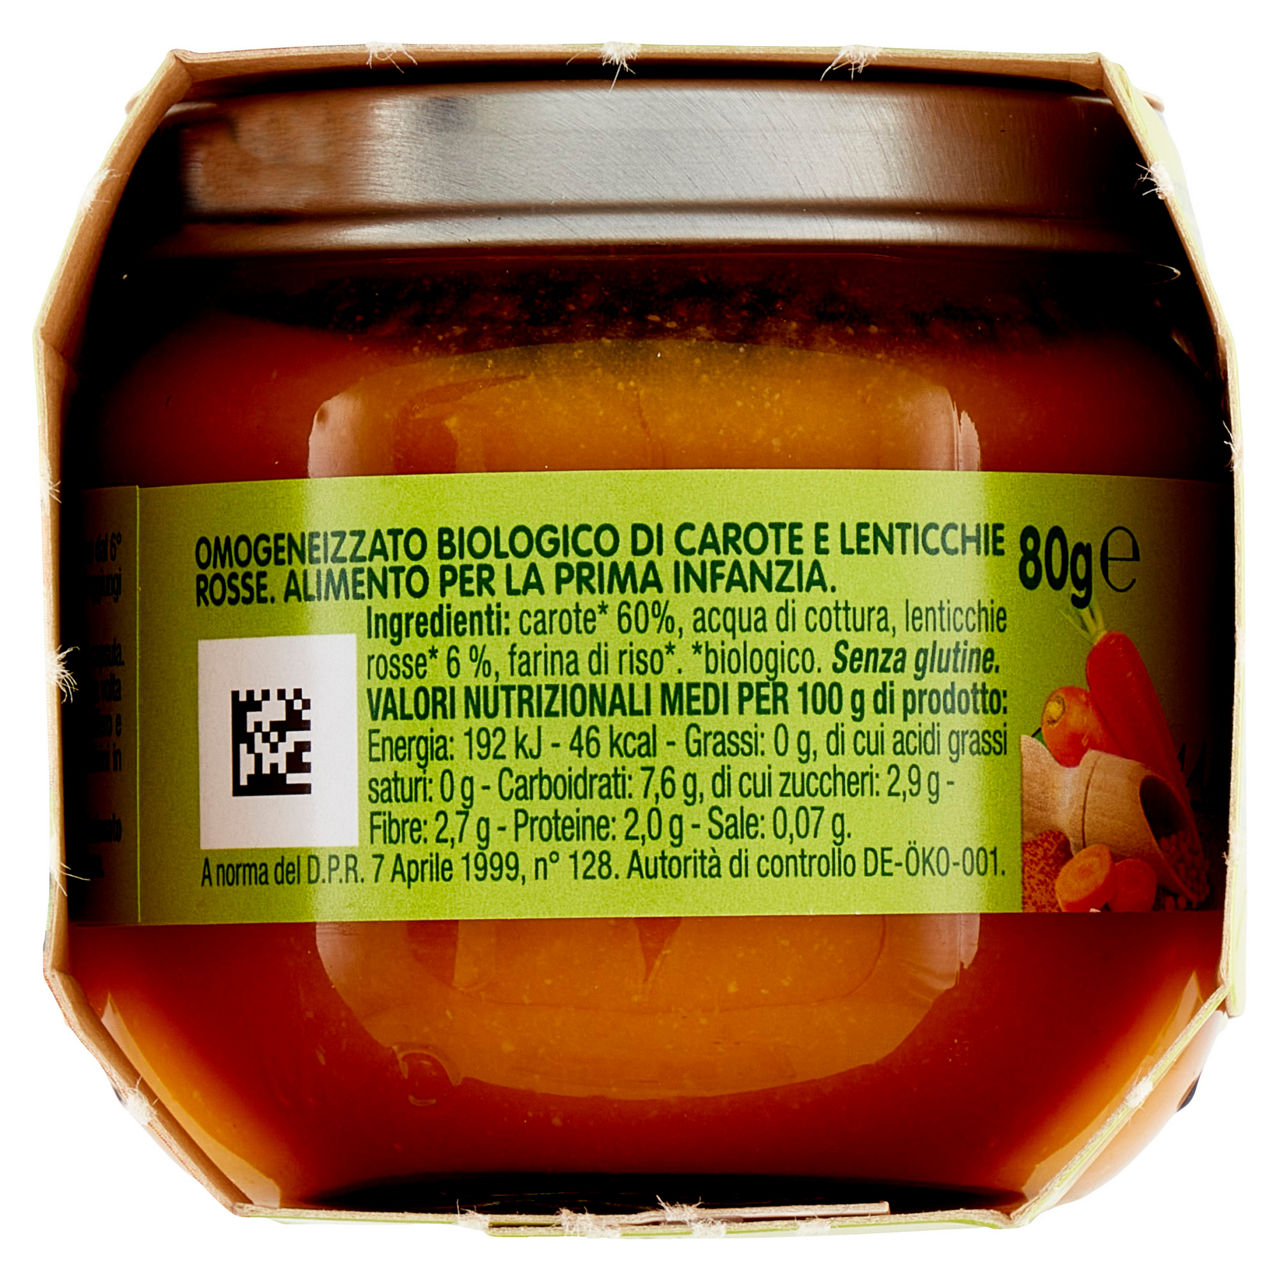 OMOGENEIZZATO BIOLOGICO DI CAROTE E LENTICCHIE 80g e
ROSSE. ALIMENTO PER LA PRIMA INFANZIA.
Ingredienti: carote* 60%, acqua di cottura, lenticchie
rosse* 6 %, farina di riso*. *biologico. Senza glutine.
VALORI NUTRIZIONALI MEDI PER 100 g di prodotto:
Energia: 192 kJ - 46 kcal - Grassi: 0 g, di cui acidi grassi
saturi: 0 g - Carboidrati: 7,6 g, di cui zuccheri: 2,9 g -
Fibre: 2,7 g - Proteine: 2,0 g - Sale: 0,07 g.
A norma del D.P.R. 7 Aprile 1999, n° 128. Autorità di controllo DE-ÖKO-001.
dal 6°